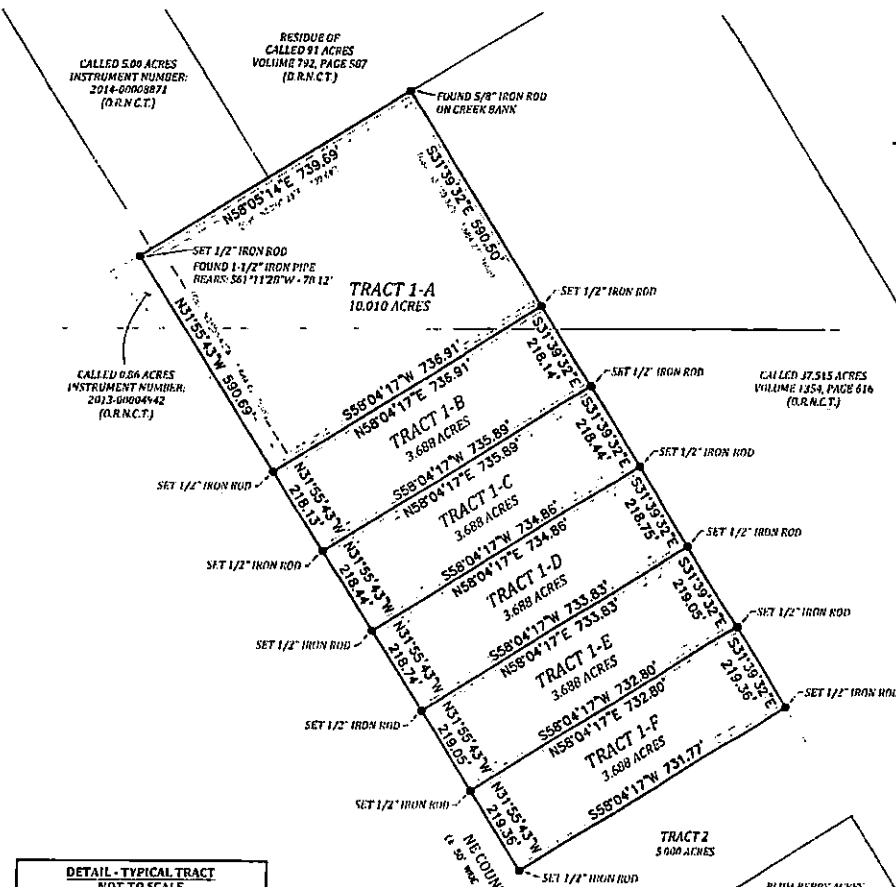 CALLED 5.00 ACRES
INSTRUMENT NUMBER:
2014-00008871
(D.R.N.C.T.)
RESIDUE OF
CALLED 91 ACRES
VOLUME 792, PAGE 507
(D.R.N.C.T.)
FOUND 5/8" IRON ROD
ON CREEK BANK
N58°05'14"E 739.69'
S31°39'32"E 590.50'
SET 1/2" IRON ROD
FOUND 1-1/2" IRON PIPE
BEARS: S61°11'28"W - 78.12'
TRACT 1-A
10.010 ACRES
SET 1/2" IRON ROD
CALLED 0.86 ACRES
INSTRUMENT NUMBER:
2013-00004942
(O.R.N.C.T.)
N31°55'43"W 590.69'
S58°04'17"W 736.91'
N58°04'17"E 736.91'
S31°39'32"E
218.14'
SET 1/2" IRON ROD
CALLED 37.515 ACRES
VOLUME 1354, PAGE 616
(D.R.N.C.T.)
TRACT 1-B
3.688 ACRES
SET 1/2" IRON ROD
N31°55'43"W
218.13'
S58°04'17"W 735.89'
N58°04'17"E 735.89'
S31°39'32"E
218.44'
SET 1/2" IRON ROD
TRACT 1-C
3.688 ACRES
SET 1/2" IRON ROD
N31°55'43"W
218.44'
S58°04'17"W 734.86'
N58°04'17"E 734.86'
S31°39'32"E
218.75'
SET 1/2" IRON ROD
TRACT 1-D
3.688 ACRES
SET 1/2" IRON ROD
N31°55'43"W
218.74'
S58°04'17"W 733.83'
N58°04'17"E 733.83'
S31°39'32"E
219.05'
SET 1/2" IRON ROD
TRACT 1-E
3.688 ACRES
SET 1/2" IRON ROD
N31°55'43"W
219.05'
S58°04'17"W 732.80'
N58°04'17"E 732.80'
S31°39'32"E
219.36'
SET 1/2" IRON ROD
TRACT 1-F
3.688 ACRES
SET 1/2" IRON ROD
N31°55'43"W
219.36'
S58°04'17"W 731.77'
TRACT 2
5.000 ACRES
SET 1/2" IRON ROD
NE COUN
DETAIL - TYPICAL TRACT
NOT TO SCALE